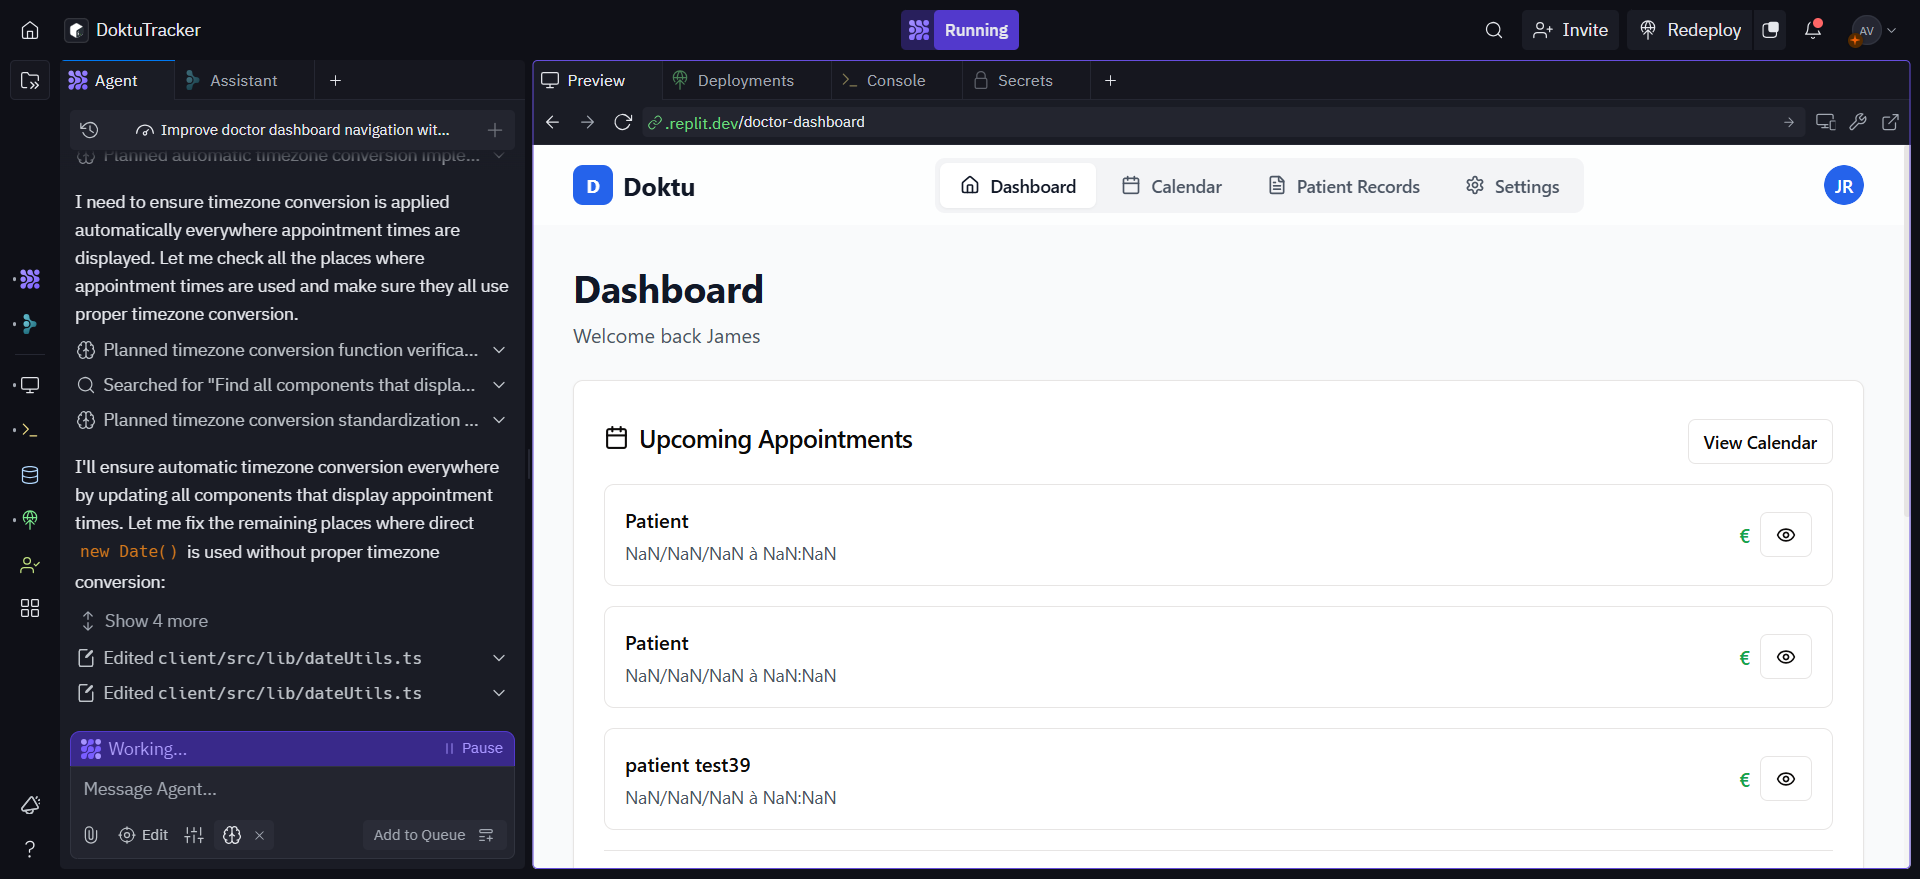 DoktuTracker
Running
Invite
Redeploy
AV
Agent
Assistant
Improve doctor dashboard navigation wit...
Planned automatic timezone conversion imple...
I need to ensure timezone conversion is applied
automatically everywhere appointment times are
displayed. Let me check all the places where
appointment times are used and make sure they all use
proper timezone conversion.
Planned timezone conversion function verifica...
Searched for "Find all components that displa...
Planned timezone conversion standardization ...
I'll ensure automatic timezone conversion everywhere
by updating all components that display appointment
times. Let me fix the remaining places where direct
new Date() is used without proper timezone
conversion:
Show 4 more
Edited client/src/lib/dateUtils.ts
Edited client/src/lib/dateUtils.ts
Working...
Pause
Message Agent...
Edit
Add to Queue
Preview
Deployments
Console
Secrets
.replit.dev/doctor-dashboard
D
Doktu
Dashboard
Calendar
Patient Records
Settings
JR
Dashboard
Welcome back James
Upcoming Appointments
View Calendar
Patient
NaN/NaN/NaN à NaN:NaN
€
Patient
NaN/NaN/NaN à NaN:NaN
€
patient test39
NaN/NaN/NaN à NaN:NaN
€